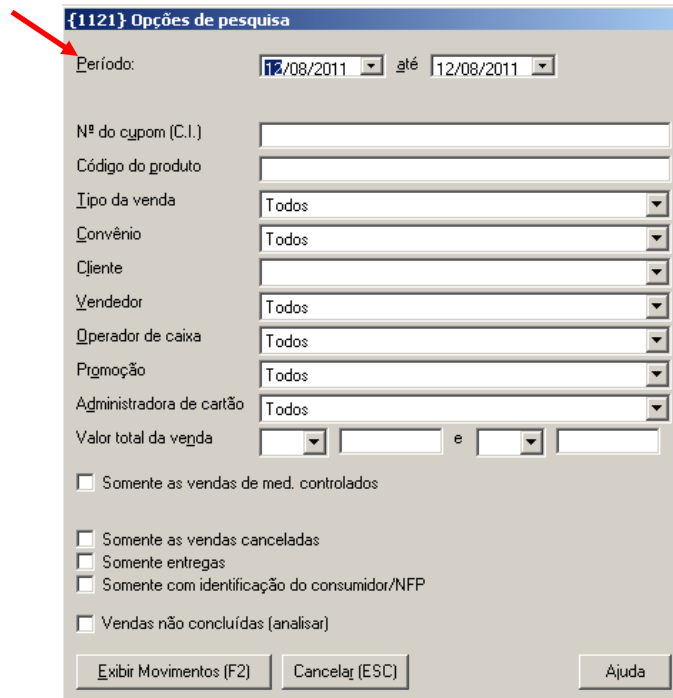 {1121} Opções de pesquisa
Período: 12/08/2011 até 12/08/2011
Nº do cupom (C.I.)
Código do produto
Tipo da venda Todos
Convênio Todos
Cliente
Vendedor Todos
Operador de caixa Todos
Promoção Todos
Administradora de cartão Todos
Valor total da venda e
Somente as vendas de med. controlados
Somente as vendas canceladas
Somente entregas
Somente com identificação do consumidor/NFP
Vendas não concluídas (analisar)
Exibir Movimentos (F2) Cancelar (ESC) Ajuda